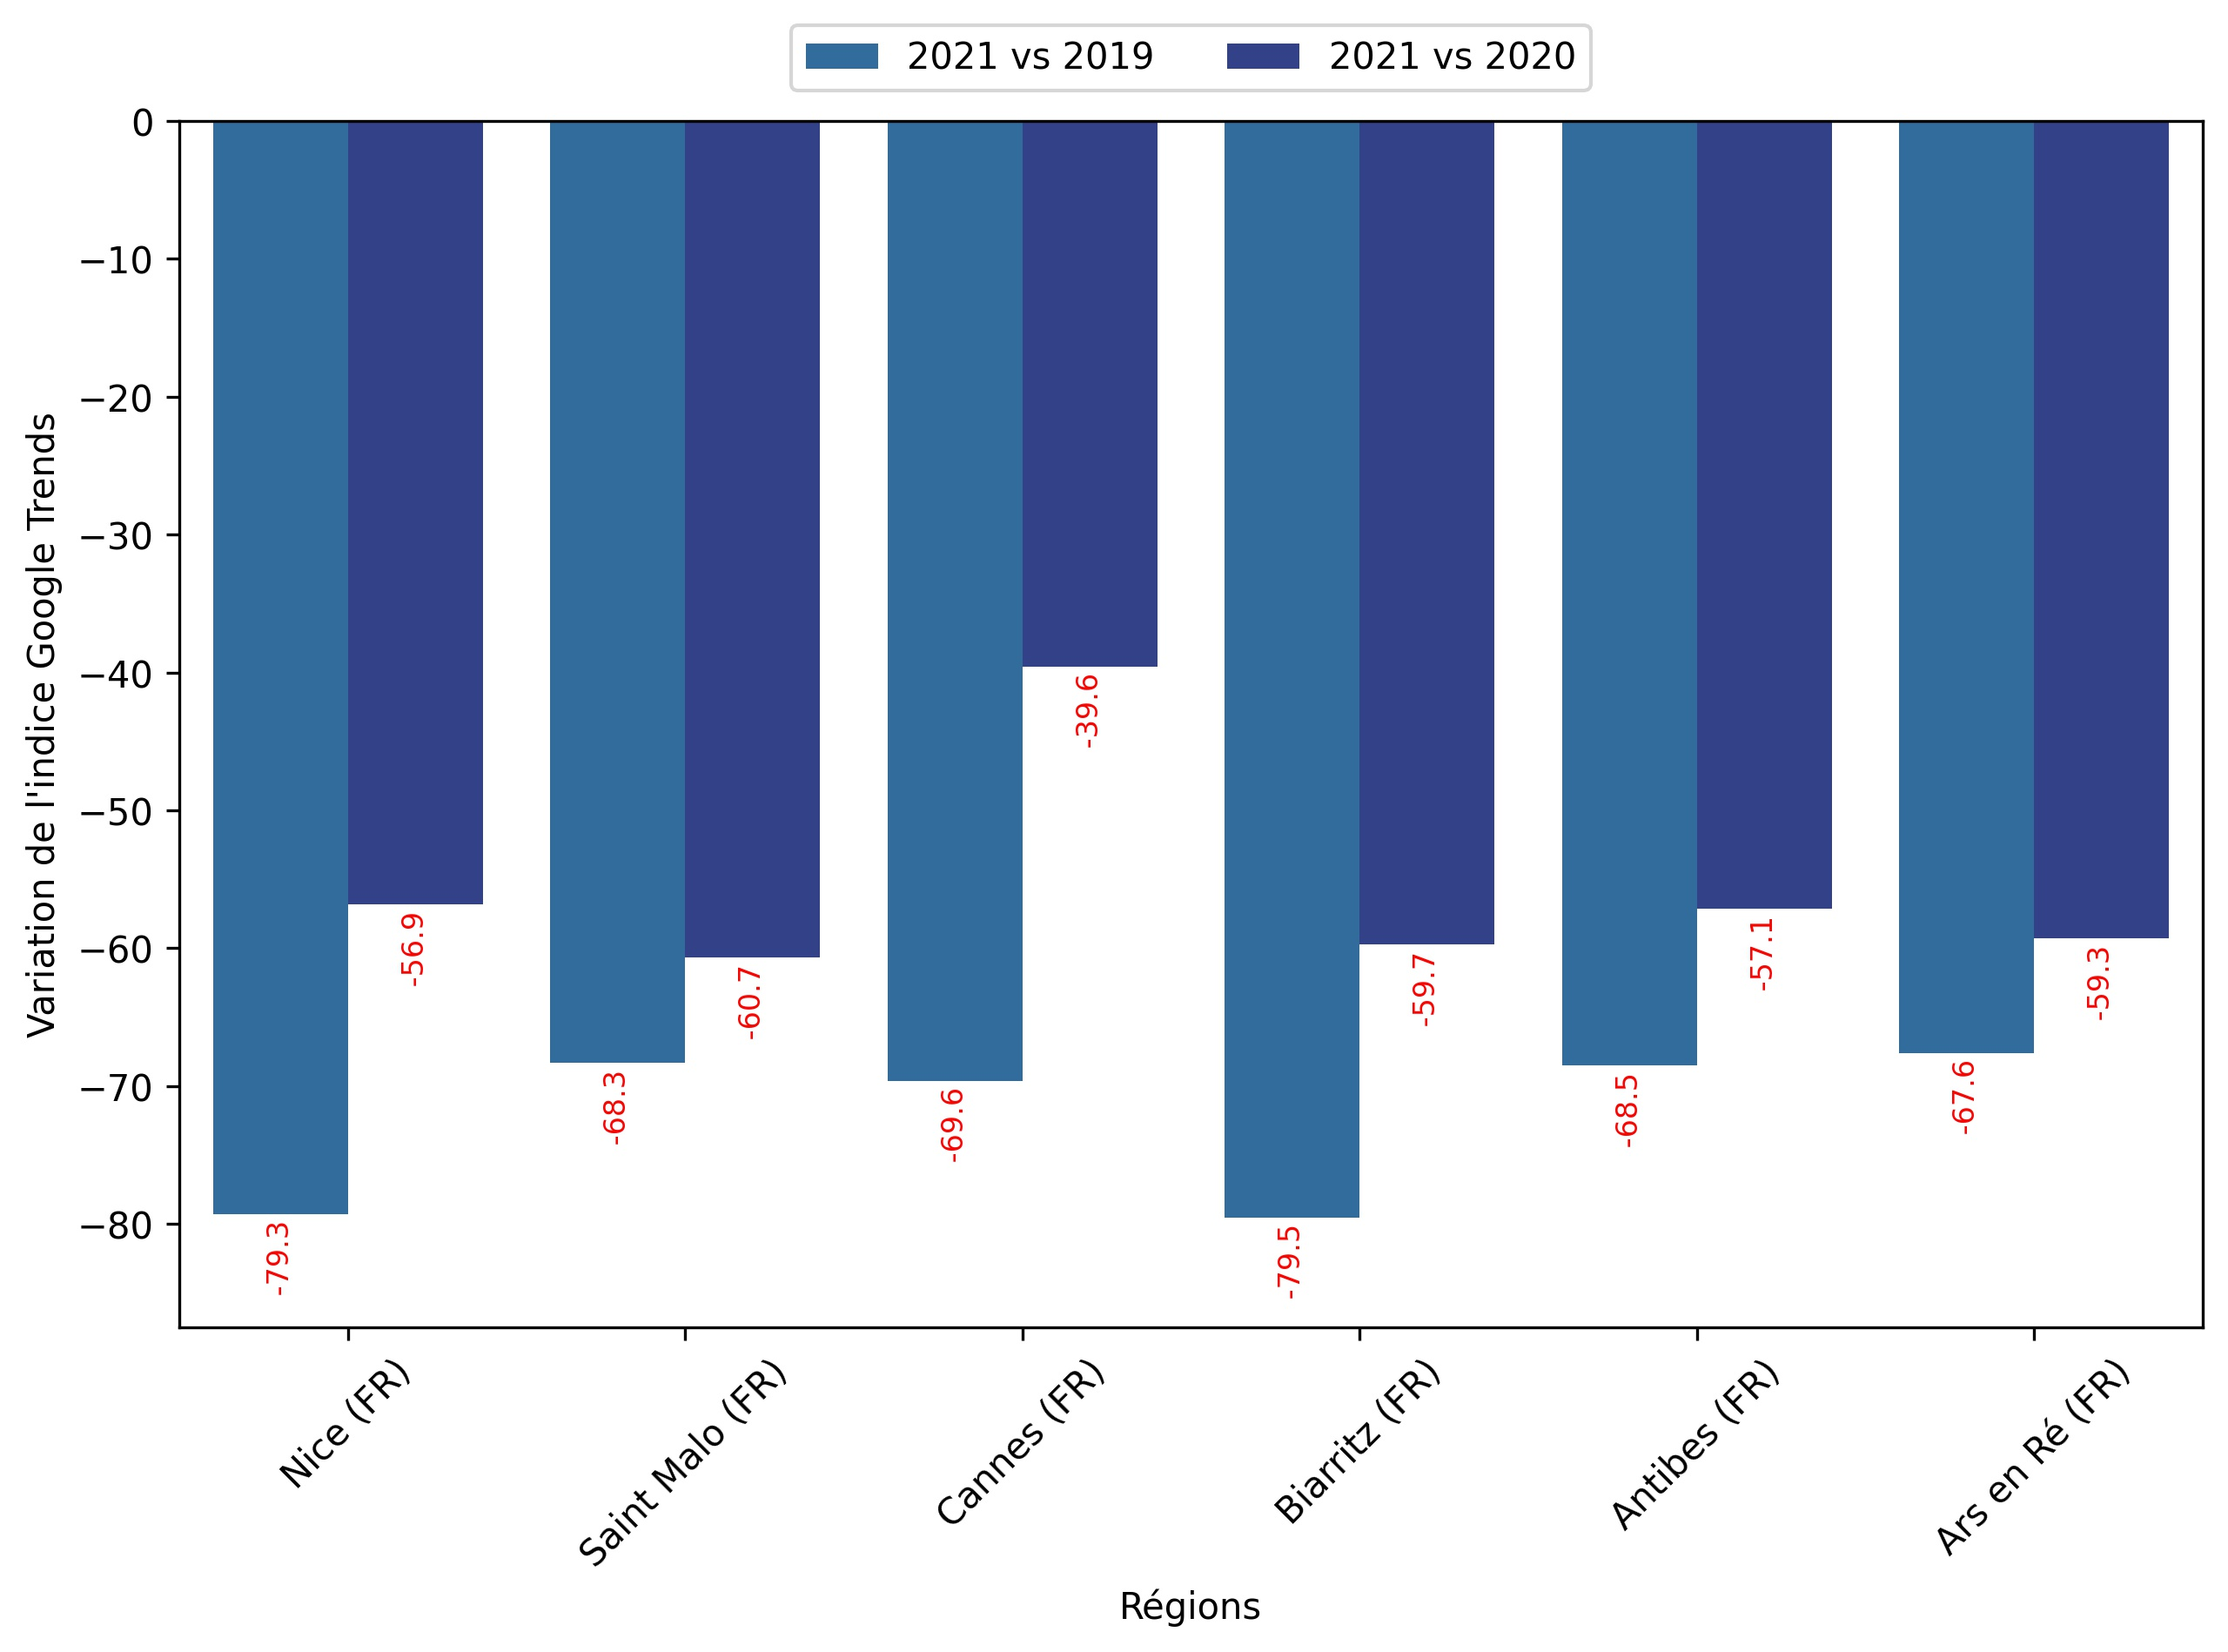 2021 vs 2019
2021 vs 2020
Variation de l'indice Google Trends
0
−10
−20
−30
−40
−50
−60
−70
−80
-79.3
-56.9
-68.3
-60.7
-69.6
-39.6
-79.5
-59.7
-68.5
-57.1
-67.6
-59.3
Nice (FR)
Saint Malo (FR)
Cannes (FR)
Biarritz (FR)
Antibes (FR)
Ars en Ré (FR)
Régions